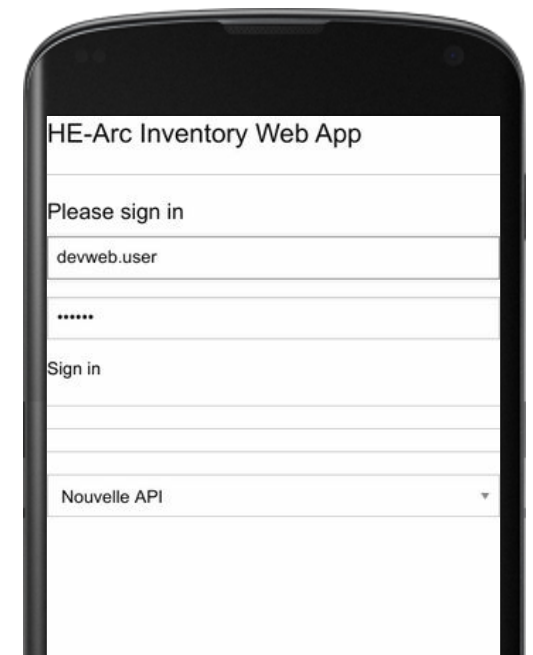 HE-Arc Inventory Web App
Please sign in
devweb.user
••••••
Sign in
Nouvelle API